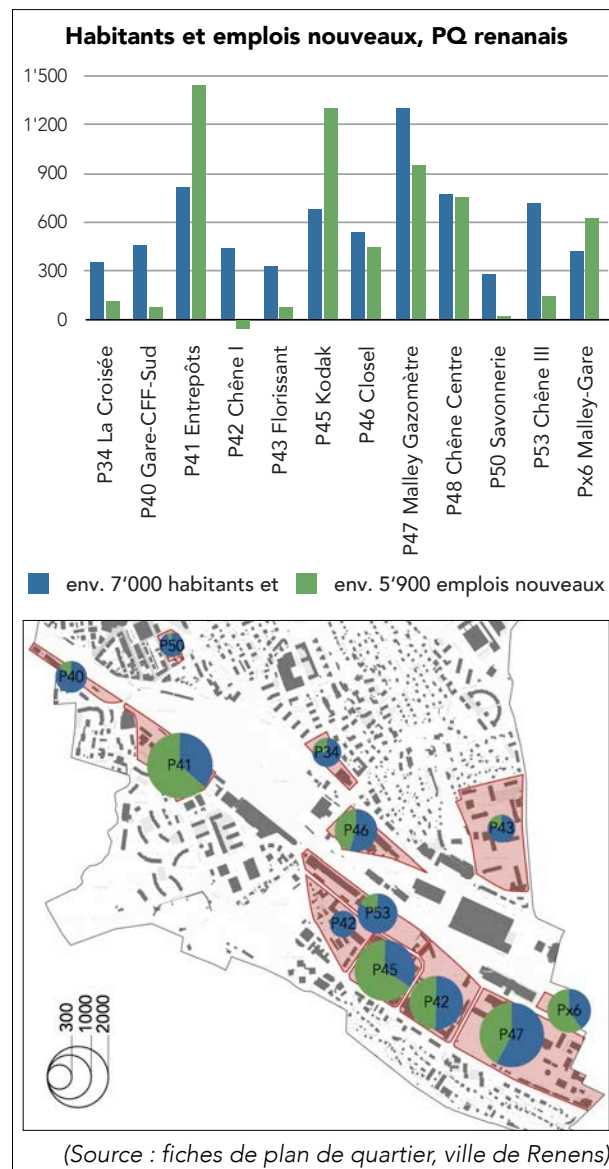 Habitants et emplois nouveaux, PQ renanais
1'500
1'200
900
600
300
0
P34 La Croisée
P40 Gare-CFF-Sud
P41 Entrepôts
P42 Chêne I
P43 Florissant
P45 Kodak
P46 Closel
P47 Malley Gazomètre
P48 Chêne Centre
P50 Savonnerie
P53 Chêne III
Px6 Malley-Gare
env. 7’000 habitants et env. 5’900 emplois nouveaux
P50
P40
P41
P34
P46
P43
P53
P42
P45
P42
Px6
P47
300
1000
2000
(Source : fiches de plan de quartier, ville de Renens)